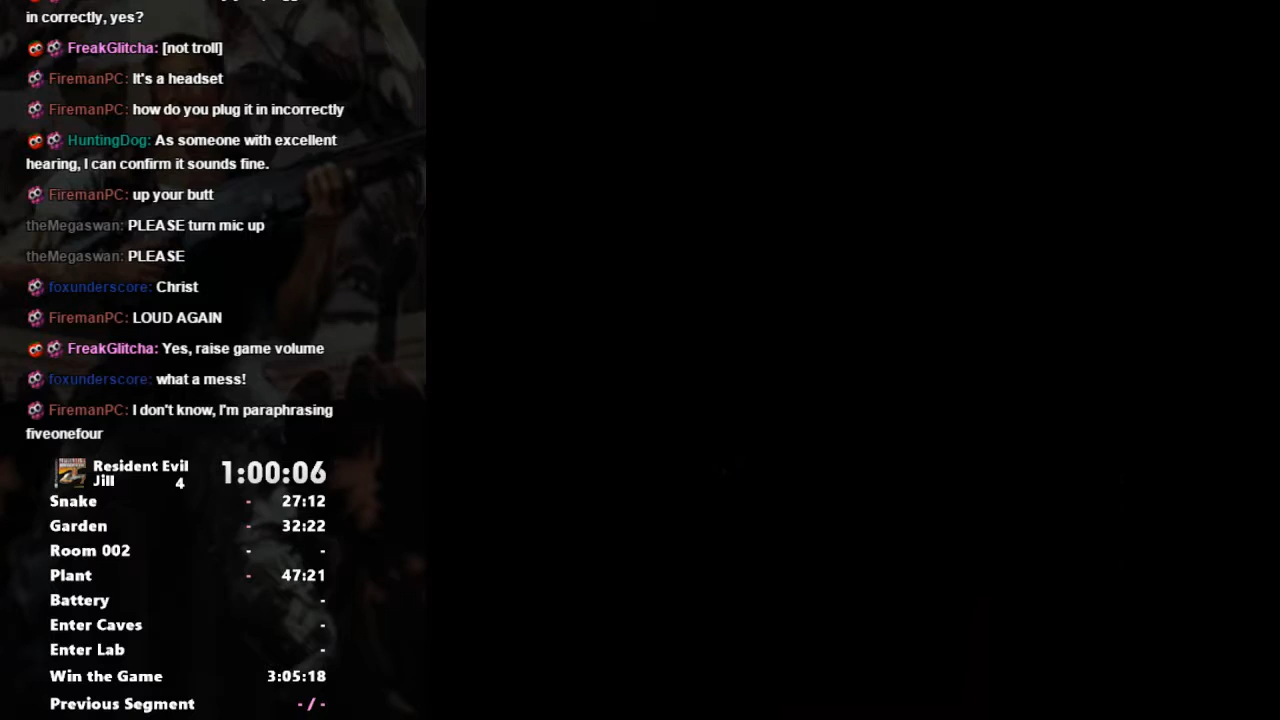 in correctly, yes?
FreakGlitcha: [not troll]
FiremanPC: It's a headset
FiremanPC: how do you plug it in incorrectly
HuntingDog: As someone with excellent
hearing, I can confirm it sounds fine.
FiremanPC: up your butt
theMegaswan: PLEASE turn mic up
theMegaswan: PLEASE
foxunderscore: Christ
FiremanPC: LOUD AGAIN
FreakGlitcha: Yes, raise game volume
foxunderscore: what a mess!
FiremanPC: I don't know, I'm paraphrasing
fiveonefour
Resident Evil 1:00:06
Jill 4
Snake - 27:12
Garden - 32:22
Room 002 - -
Plant - 47:21
Battery -
Enter Caves -
Enter Lab -
Win the Game 3:05:18
Previous Segment - / -